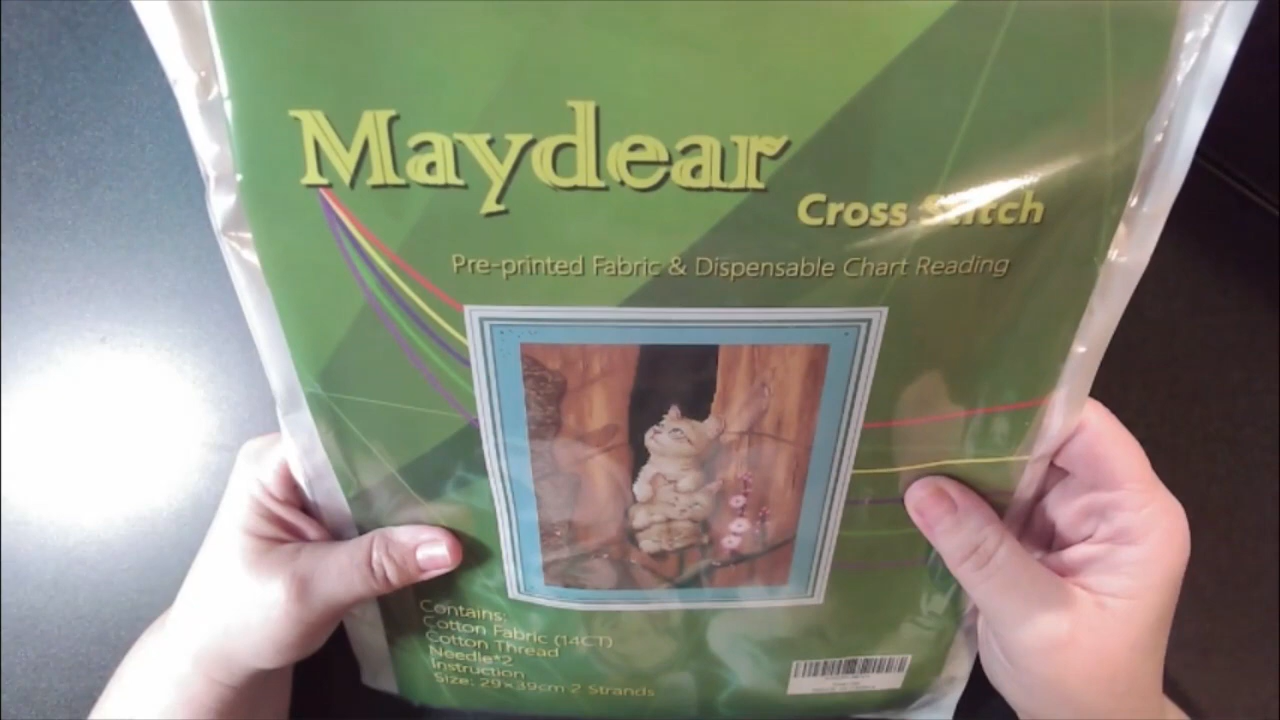 Maydear
Cross Stitch
Pre-printed Fabric & Dispensable Chart Reading
Contains:
Cotton Fabric (14CT)
Cotton Thread
Needle*2
Instruction
Size: 29×39cm 2 Strands